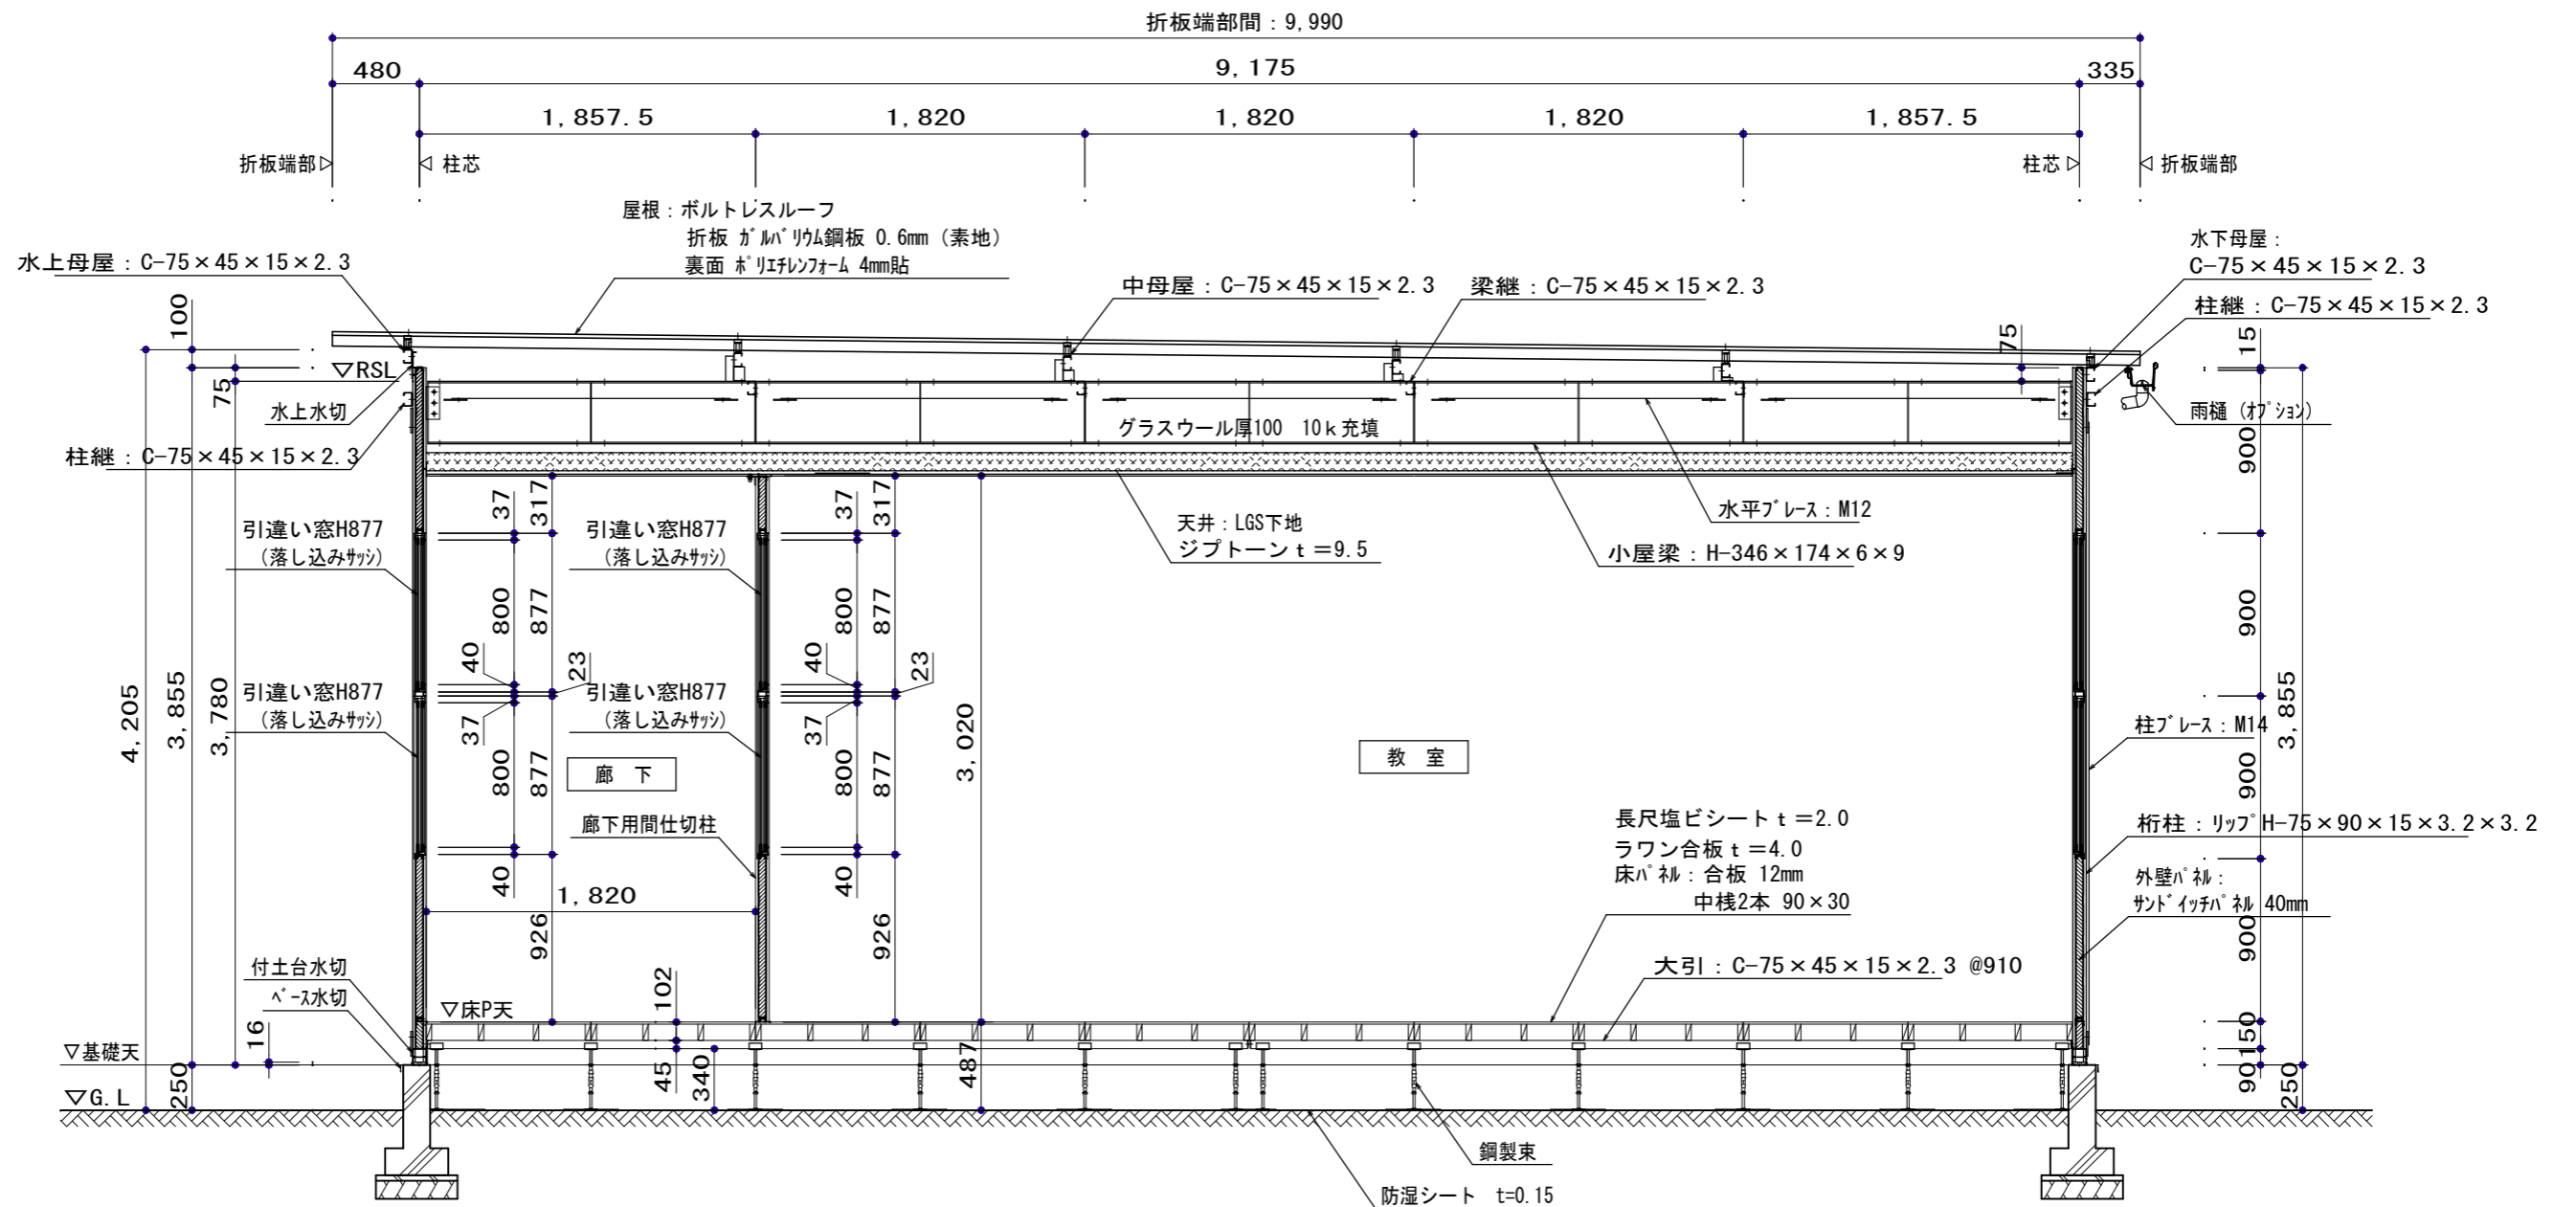 折板端部間：9,990
480
9,175
335
1,857.5
1,820
1,820
1,820
1,857.5
折板端部
柱芯
柱芯
折板端部
屋根：ボルトレスルーフ
折板 ｶﾞﾙﾊﾞﾘｳﾑ鋼板 0.6mm（素地）
裏面 ﾎﾟﾘｴﾁﾚﾝﾌｫｰﾑ 4mm貼
水上母屋：C-75×45×15×2.3
中母屋：C-75×45×15×2.3
梁継：C-75×45×15×2.3
水下母屋：
C-75×45×15×2.3
柱継：C-75×45×15×2.3
100
75
▽RSL
水上水切
柱継：C-75×45×15×2.3
75
15
雨樋（ｵﾌﾟｼｮﾝ）
グラスウール厚100　10ｋ充填
水平ﾌﾞﾚｰｽ：M12
天井：LGS下地
ジプトーンｔ＝9.5
小屋梁：H-346×174×6×9
引違い窓H877
（落し込みｻｯｼ）
引違い窓H877
（落し込みｻｯｼ）
37
317
37
317
800
877
800
877
40
23
40
23
引違い窓H877
（落し込みｻｯｼ）
引違い窓H877
（落し込みｻｯｼ）
37
37
800
877
800
877
40
40
926
926
4,205
3,855
3,780
3,020
900
900
900
900
3,855
廊　下
教　室
柱ﾌﾞﾚｰｽ：M14
廊下用間仕切柱
1,820
長尺塩ビシートｔ＝2.0
ラワン合板ｔ＝4.0
床ﾊﾟﾈﾙ：合板 12mm
中桟2本 90×30
桁柱：ﾘｯﾌﾟH-75×90×15×3.2×3.2
外壁ﾊﾟﾈﾙ：
ｻﾝﾄﾞｲｯﾁﾊﾟﾈﾙ 40mm
大引：C-75×45×15×2.3 @910
付土台水切
ﾍﾞｰｽ水切
▽床P天
102
16
45
340
487
150
90
250
250
▽基礎天
▽G.L
鋼製束
防湿シート　t=0.15